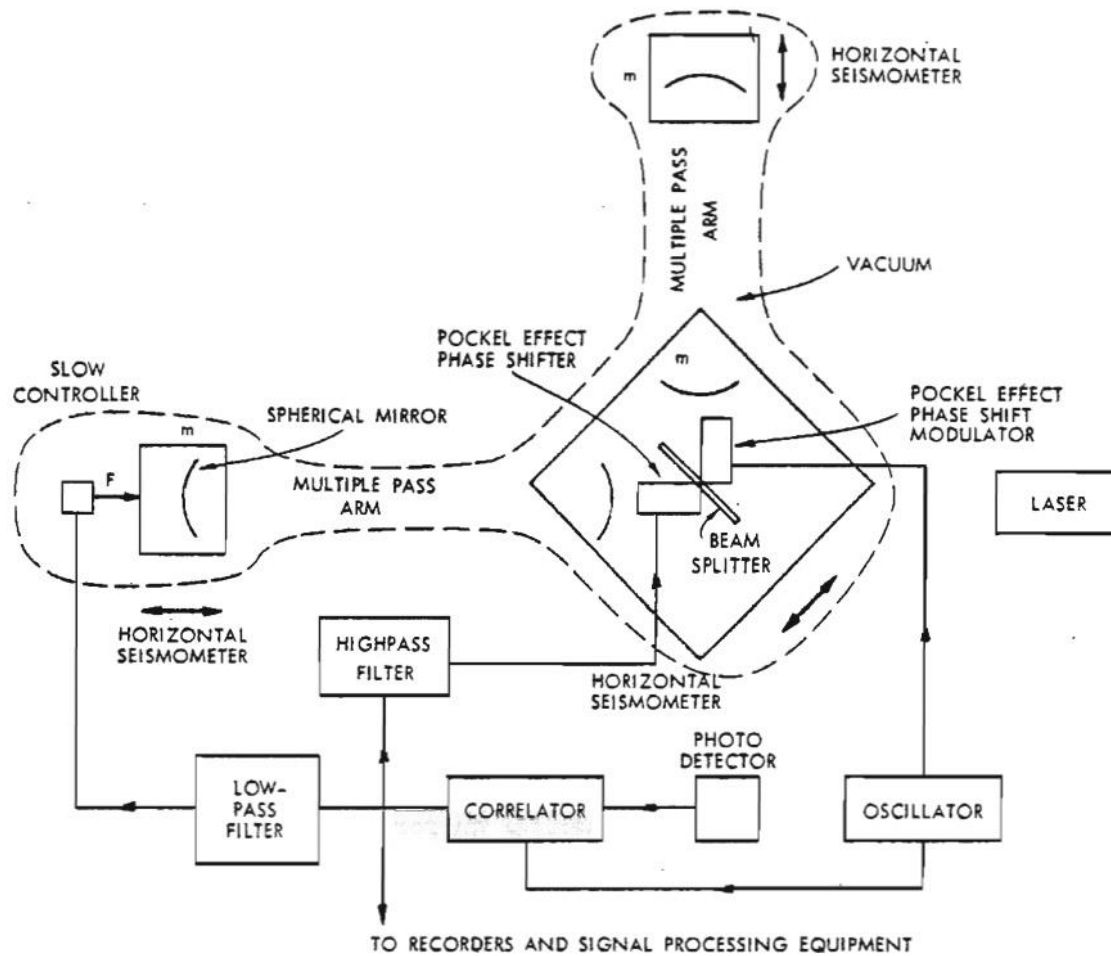 m
HORIZONTAL
SEISMOMETER
MULTIPLE PASS
ARM
VACUUM
POCKEL EFFECT
PHASE SHIFTER
m
SLOW
CONTROLLER
SPHERICAL MIRROR
m
POCKEL EFFECT
PHASE SHIFT
MODULATOR
F
MULTIPLE PASS
ARM
LASER
BEAM
SPLITTER
HORIZONTAL
SEISMOMETER
HIGHPASS
FILTER
HORIZONTAL
SEISMOMETER
PHOTO
DETECTOR
LOW-
PASS
FILTER
CORRELATOR
OSCILLATOR
TO RECORDERS AND SIGNAL PROCESSING EQUIPMENT